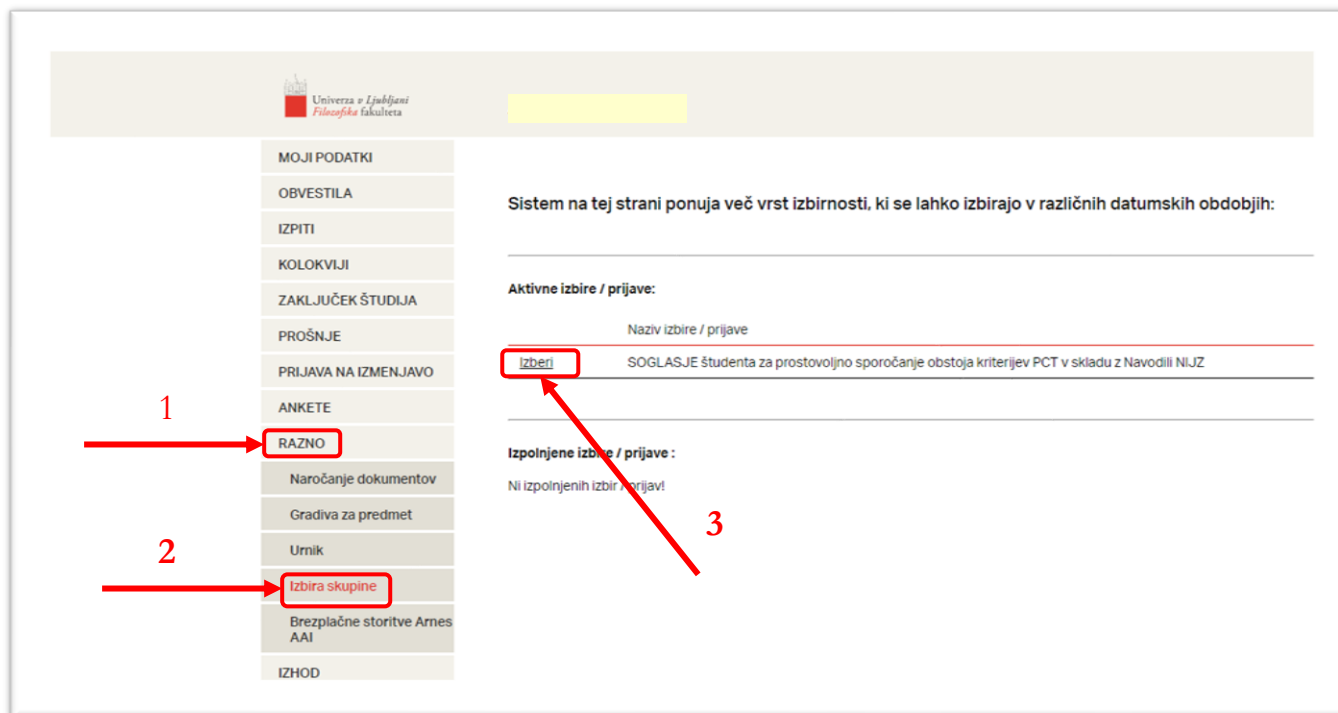 Univerza v Ljubljani
Filozofska fakulteta
MOJI PODATKI
OBVESTILA
IZPITI
KOLOKVIJI
ZAKLJUČEK ŠTUDIJA
PROŠNJE
PRIJAVA NA IZMENJAVO
ANKETE
1
RAZNO
Naročanje dokumentov
Gradiva za predmet
Urnik
2
Izbira skupine
Brezplačne storitve Arnes
AAI
IZHOD
Sistem na tej strani ponuja več vrst izbirnosti, ki se lahko izbirajo v različnih datumskih obdobjih:
Aktivne izbire / prijave:
Naziv izbire / prijave
Izberi SOGLASJE študenta za prostovoljno sporočanje obstoja kriterijev PCT v skladu z Navodili NIJZ
Izpolnjene izbire / prijave :
Ni izpolnjenih izbir / prijav!
3